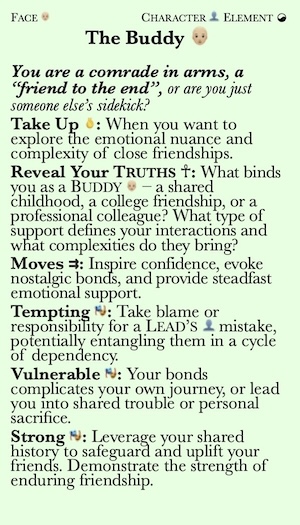 FACE 👶🏼 CHARACTER 👤 ELEMENT ☯
The Buddy 👶🏼
You are a comrade in arms, a
“friend to the end”, or are you just
someone else’s sidekick?
Take Up ✋: When you want to
explore the emotional nuance and
complexity of close friendships.
Reveal Your TRUTHS ☥: What binds
you as a BUDDY 👶🏼 – a shared
childhood, a college friendship, or a
professional colleague? What type of
support defines your interactions and
what complexities do they bring?
Moves ⇉: Inspire confidence, evoke
nostalgic bonds, and provide steadfast
emotional support.
Tempting 🎭: Take blame or
responsibility for a LEAD’S 👤 mistake,
potentially entangling them in a cycle
of dependency.
Vulnerable 🎭: Your bonds
complicates your own journey, or lead
you into shared trouble or personal
sacrifice.
Strong 🎭: Leverage your shared
history to safeguard and uplift your
friends. Demonstrate the strength of
enduring friendship.